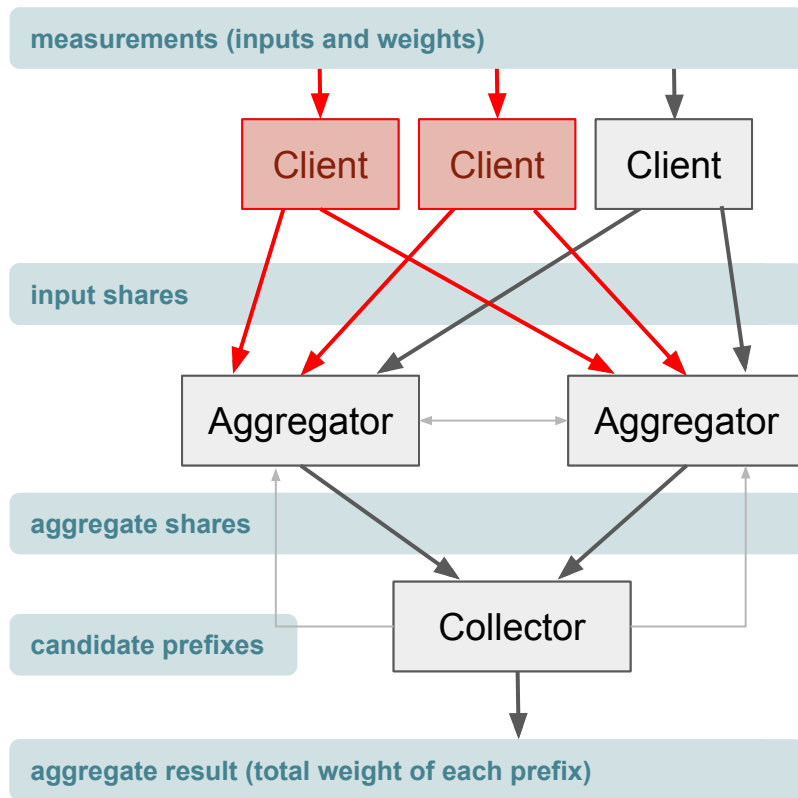 measurements (inputs and weights)
Client
Client
Client
input shares
Aggregator
Aggregator
aggregate shares
Collector
candidate prefixes
aggregate result (total weight of each prefix)